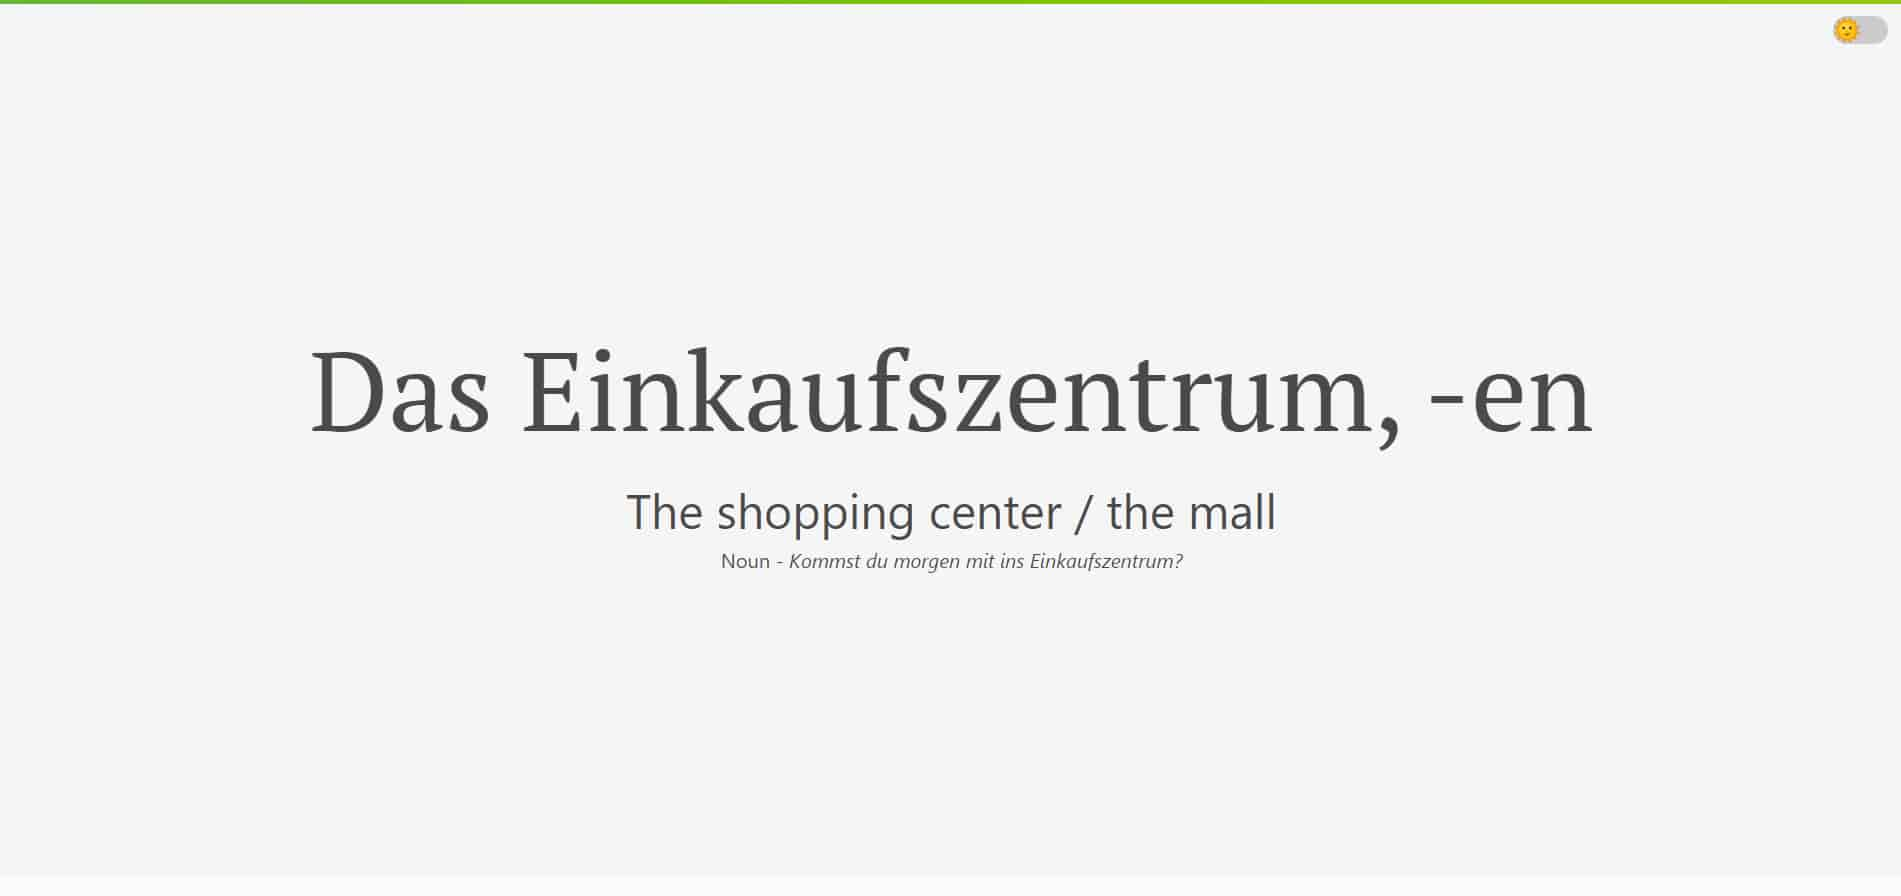 Das Einkaufszentrum, -en
The shopping center / the mall
Noun - Kommst du morgen mit ins Einkaufszentrum?